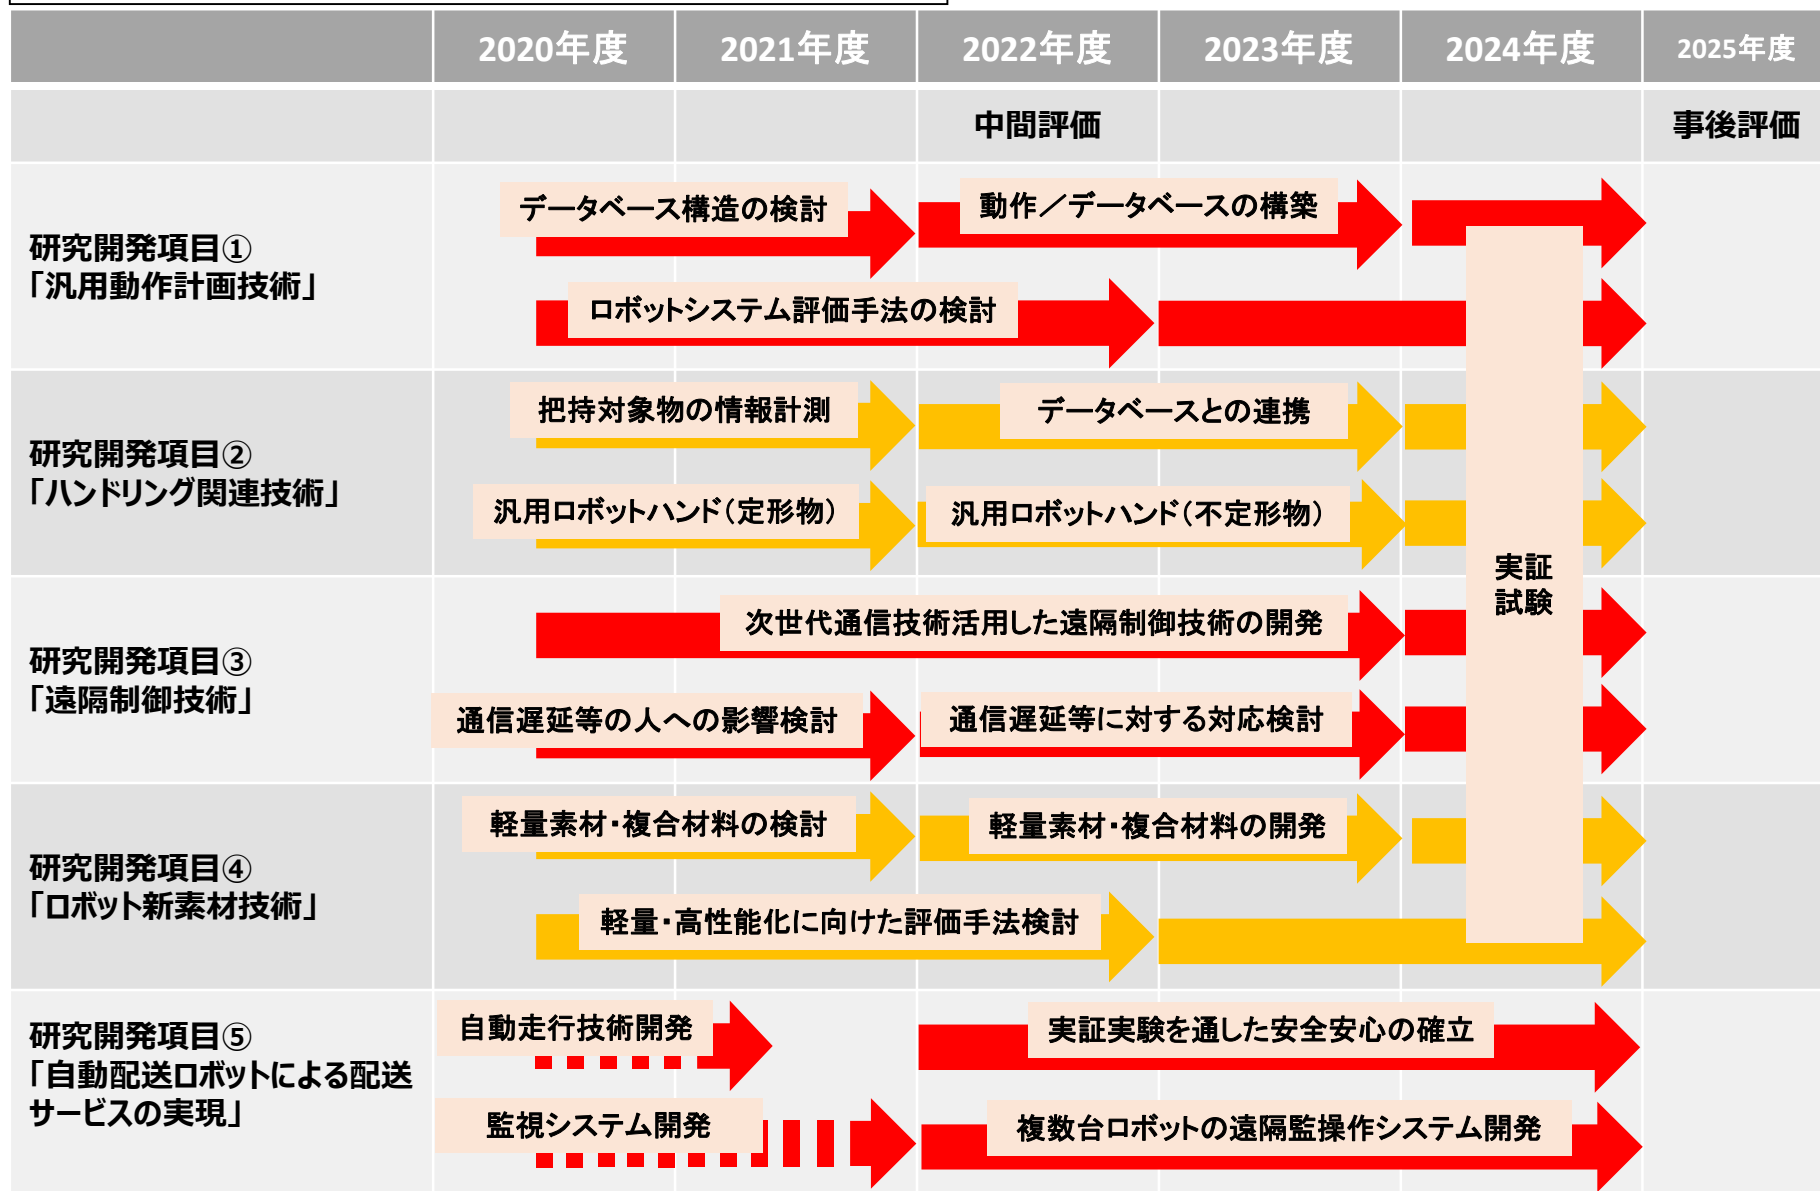 2020年度 2021年度 2022年度 2023年度 2024年度 2025年度
中間評価 事後評価
研究開発項目①
「汎用動作計画技術」
データベース構造の検討
動作／データベースの構築
ロボットシステム評価手法の検討
研究開発項目②
「ハンドリング関連技術」
把持対象物の情報計測
データベースとの連携
汎用ロボットハンド（定形物）
汎用ロボットハンド（不定形物）
実証
試験
研究開発項目③
「遠隔制御技術」
次世代通信技術活用した遠隔制御技術の開発
通信遅延等の人への影響検討
通信遅延等に対する対応検討
研究開発項目④
「ロボット新素材技術」
軽量素材・複合材料の検討
軽量素材・複合材料の開発
軽量・高性能化に向けた評価手法検討
研究開発項目⑤
「自動配送ロボットによる配送
サービスの実現」
自動走行技術開発
実証実験を通した安全安心の確立
監視システム開発
複数台ロボットの遠隔監操作システム開発